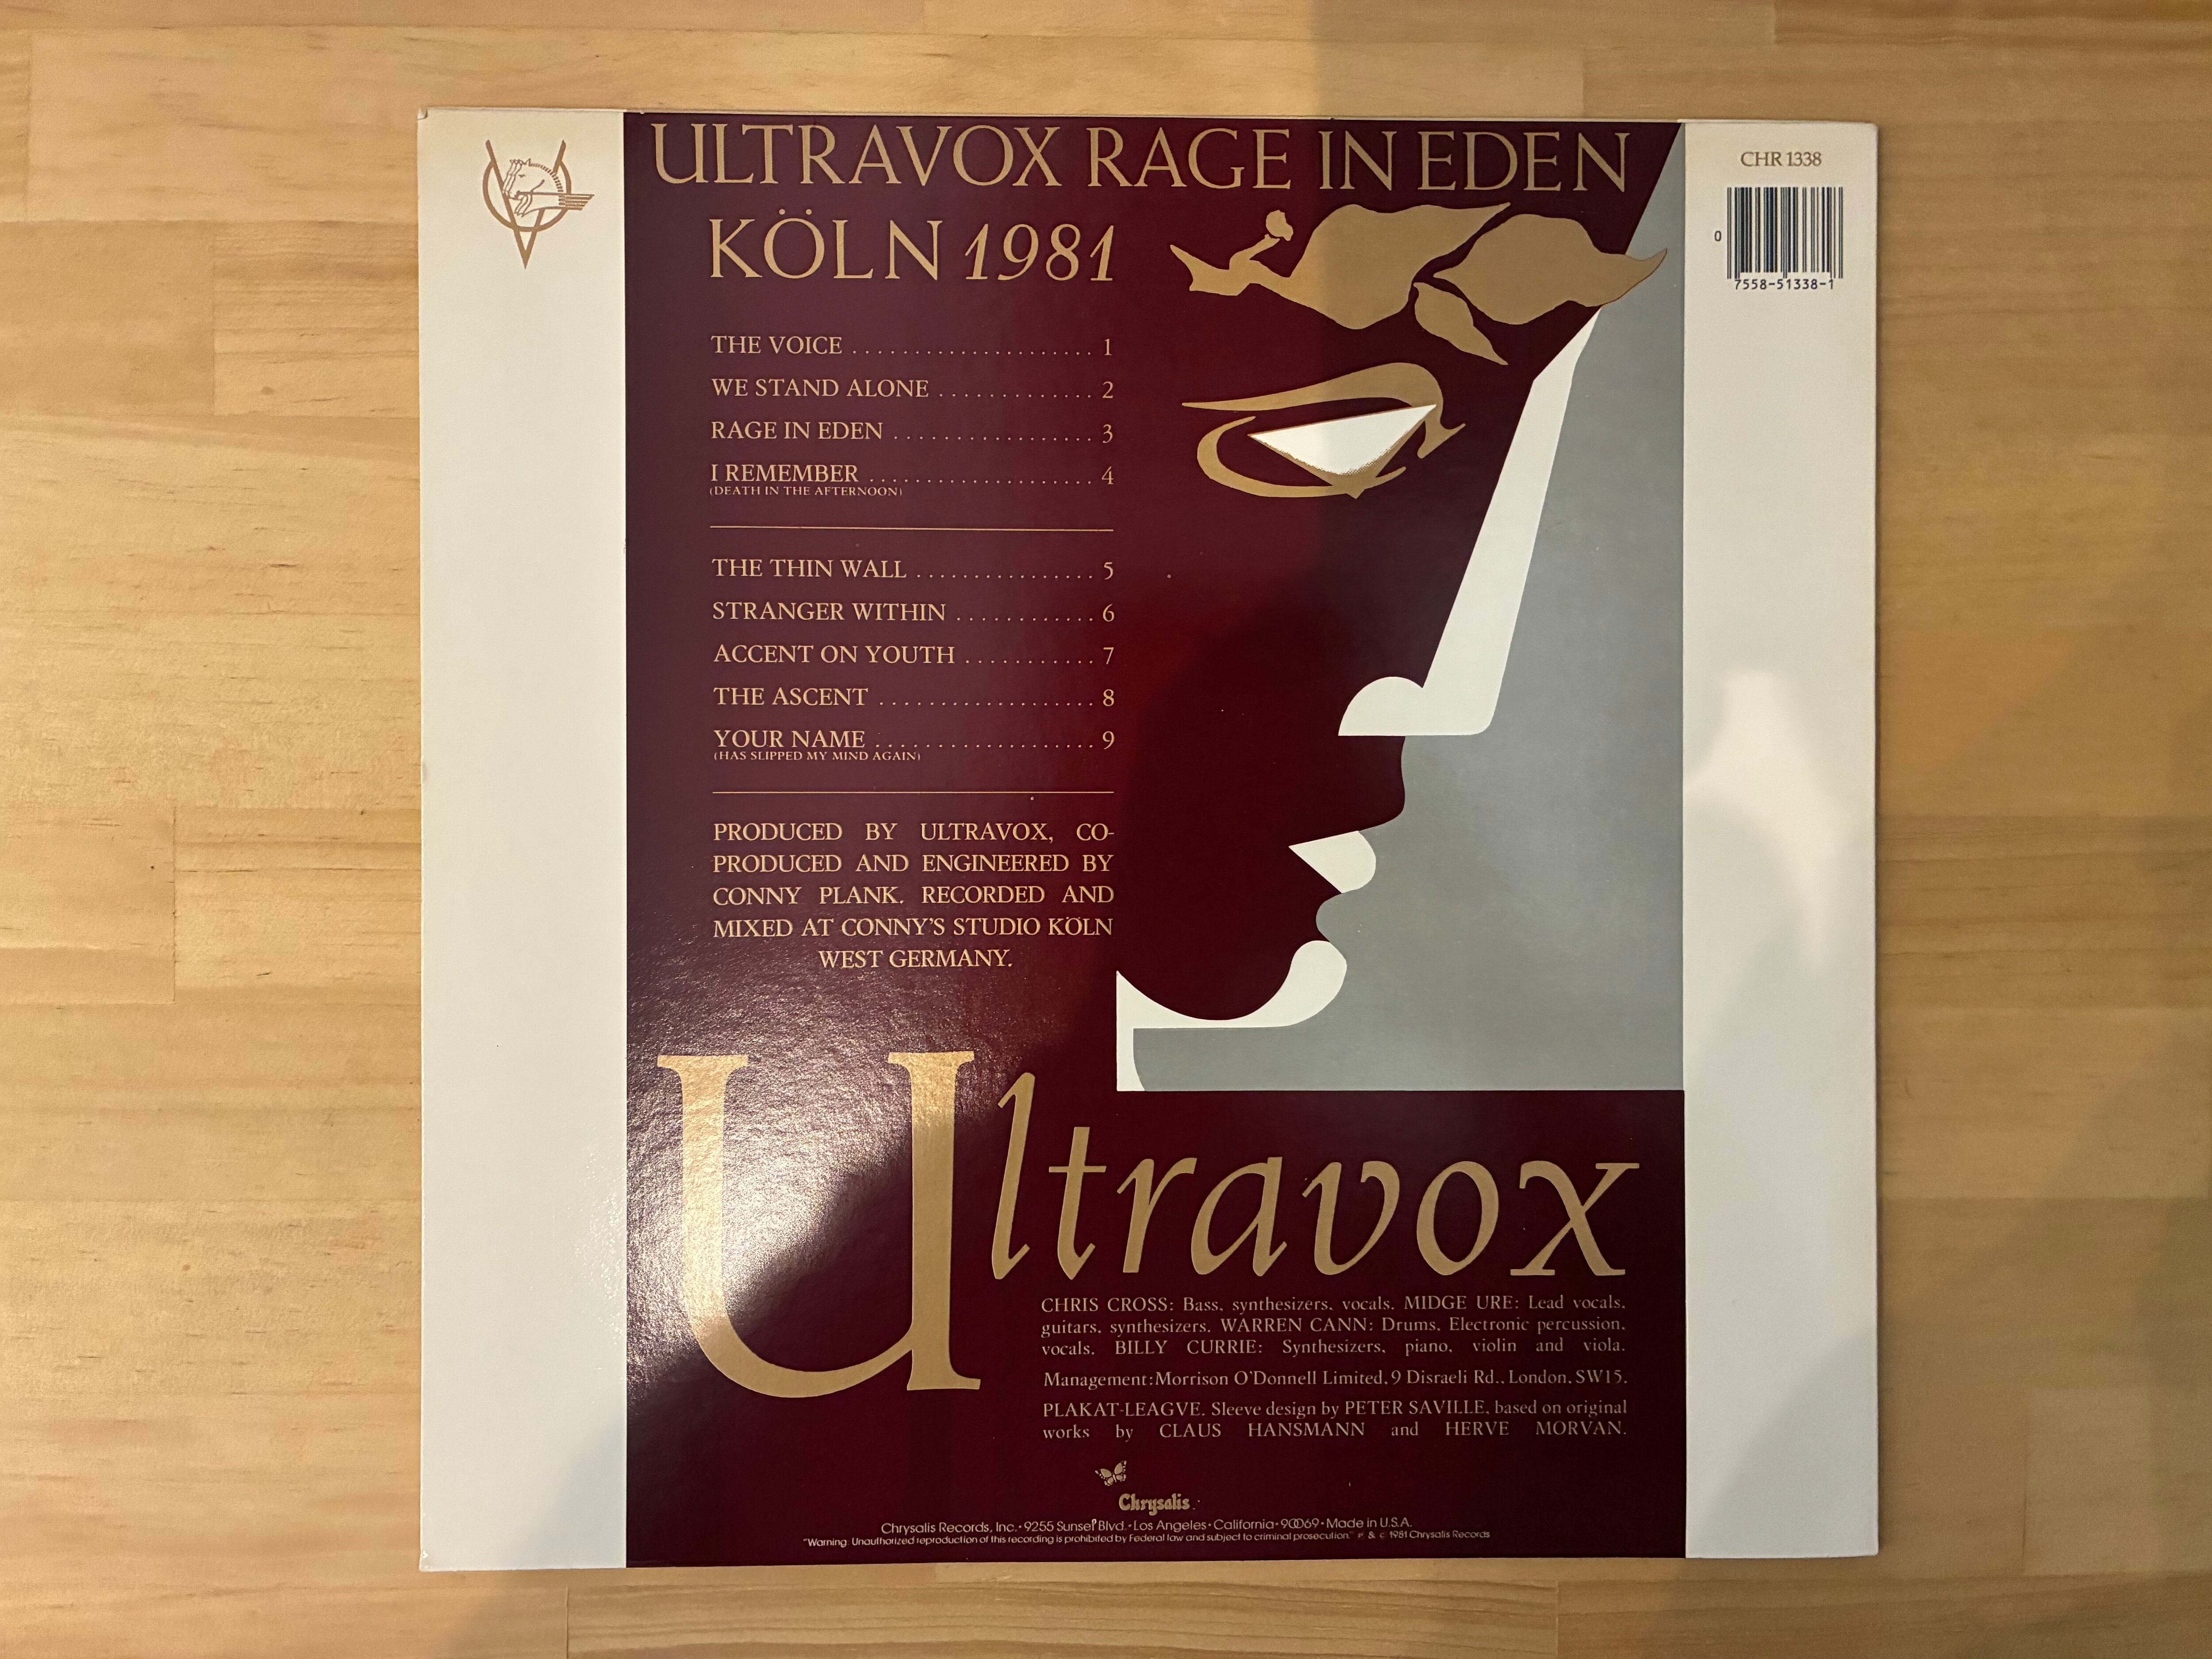 ULTRAVOX RAGE IN EDEN
KÖLN 1981
CHR 1338
0
7558-51338-1
THE VOICE ..................... 1
WE STAND ALONE ............. 2
RAGE IN EDEN .................. 3
I REMEMBER .................... 4
(DEATH IN THE AFTERNOON)
THE THIN WALL ................ 5
STRANGER WITHIN ............ 6
ACCENT ON YOUTH ........... 7
THE ASCENT ................... 8
YOUR NAME .................... 9
(HAS SLIPPED MY MIND AGAIN)
PRODUCED BY ULTRAVOX, CO-
PRODUCED AND ENGINEERED BY
CONNY PLANK. RECORDED AND
MIXED AT CONNY'S STUDIO KÖLN
WEST GERMANY.
Ultravox
CHRIS CROSS: Bass, synthesizers, vocals. MIDGE URE: Lead vocals,
guitars, synthesizers. WARREN CANN: Drums, Electronic percussion,
vocals. BILLY CURRIE: Synthesizers, piano, violin and viola.
Management: Morrison O'Donnell Limited, 9 Disraeli Rd., London, SW15.
PLAKAT-LEAGVE. Sleeve design by PETER SAVILLE, based on original
works by CLAUS HANSMANN and HERVE MORVAN.
Chrysalis
Chrysalis Records, Inc. • 9255 Sunset Blvd. • Los Angeles • California • 90069 • Made in U.S.A.
"Warning: Unauthorized reproduction of this recording is prohibited by Federal law and subject to criminal prosecution." P & C 1981 Chrysalis Records